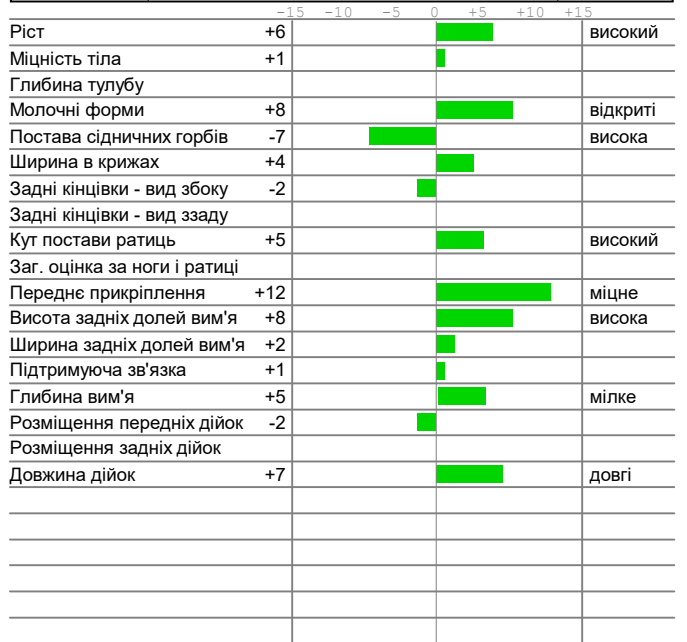 -15 -10 -5 0 +5 +10 +15
Ріст +6 високий
Міцність тіла +1
Глибина тулубу
Молочні форми +8 відкриті
Постава сідничних горбів -7 висока
Ширина в крижах +4
Задні кінцівки - вид збоку -2
Задні кінцівки - вид ззаду
Кут постави ратиць +5 високий
Заг. оцінка за ноги і ратиці
Переднє прикріплення +12 міцне
Висота задніх долей вим'я +8 висока
Ширина задніх долей вим'я +2
Підтримуюча зв'язка +1
Глибина вим'я +5 мілке
Розміщення передніх дійок -2
Розміщення задніх дійок
Довжина дійок +7 довгі